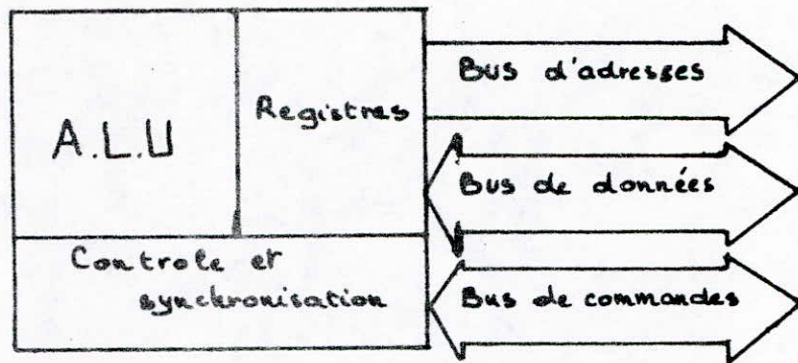 A.L.U
Registres
Controle et
synchronisation
Bus d'adresses
Bus de données
Bus de commandes